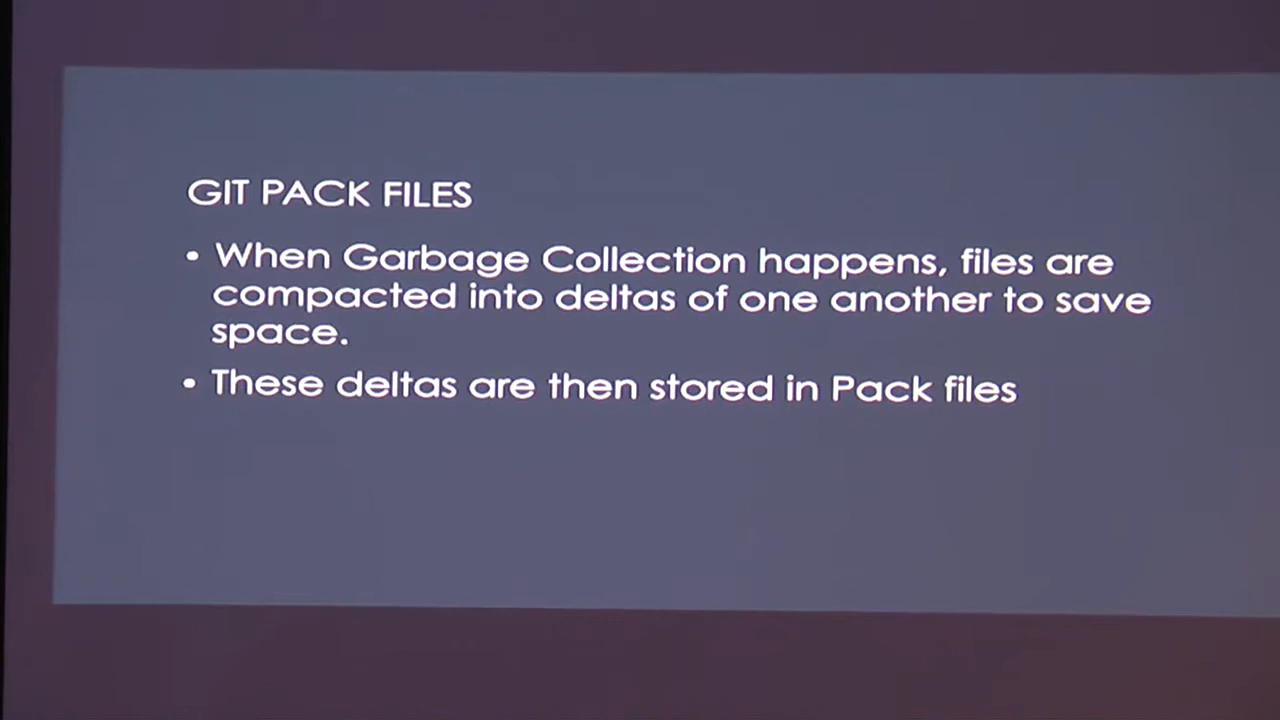 GIT PACK FILES
• When Garbage Collection happens, files are
compacted into deltas of one another to save
space.
• These deltas are then stored in Pack files